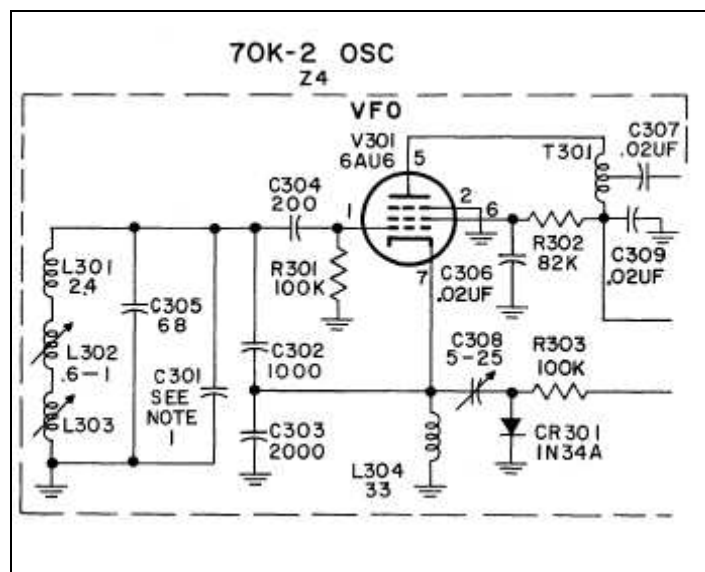 70K-2 OSC
Z4
VFO
V301
6AU6
5
T301
C307
.02UF
C304
200
1
2
6
R301
100K
7
C306
.02UF
R302
82K
C309
.02UF
L301
2.4
C305
68
L302
.6-1
C301
SEE
NOTE
1
C302
1000
C308
5-25
R303
100K
L303
C303
2000
L304
33
CR301
1N34A